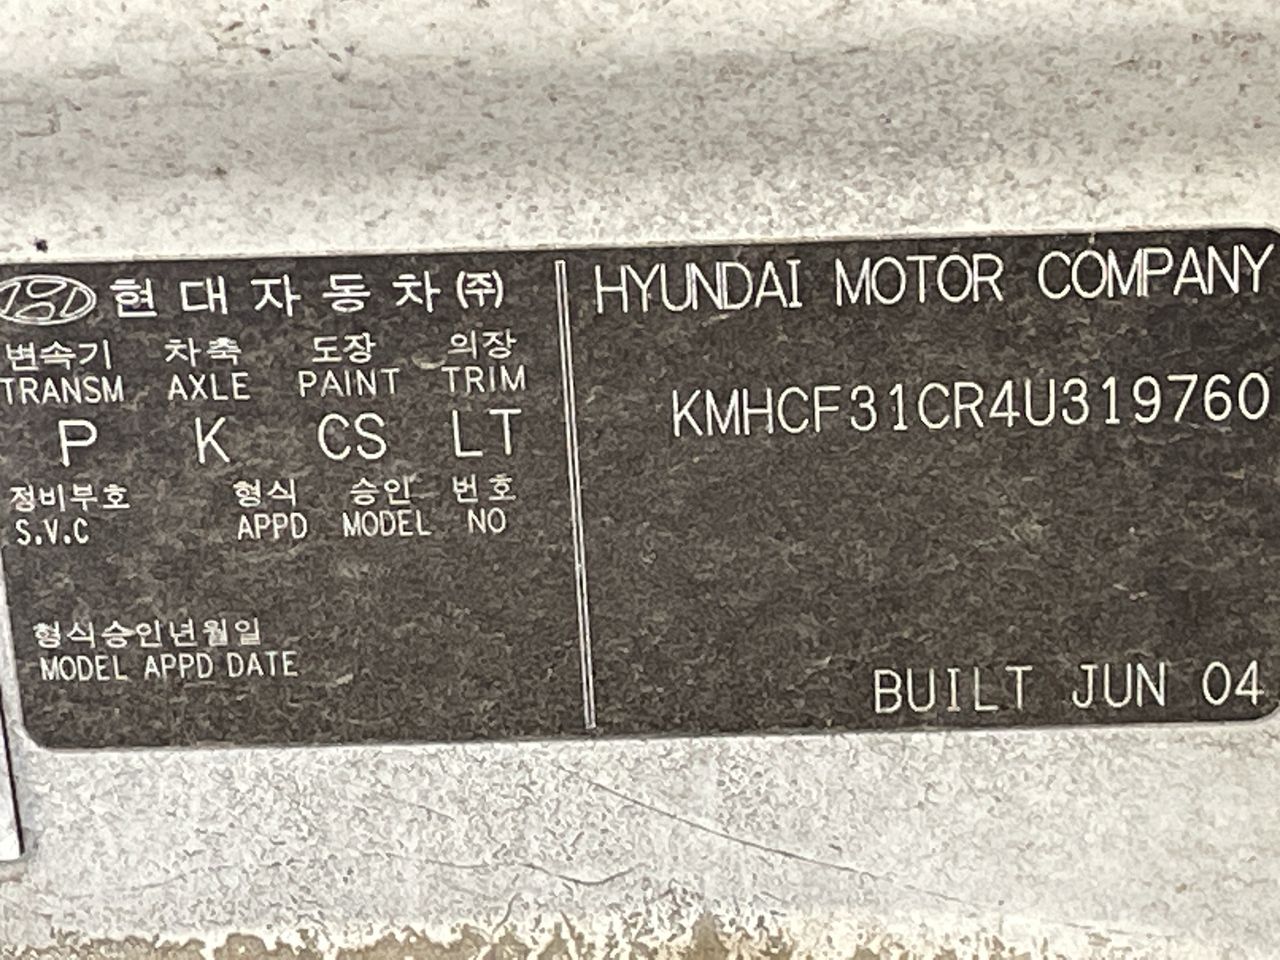 현대자동차 (주)
변속기 차축 도장 의장
TRANSM AXLE PAINT TRIM
P K CS LT
정비부호 형식 승인 번호
S.V.C APPD MODEL NO
형식승인년월일
MODEL APPD DATE
HYUNDAI MOTOR COMPANY
KMHCF31CR4U319760
BUILT JUN 04